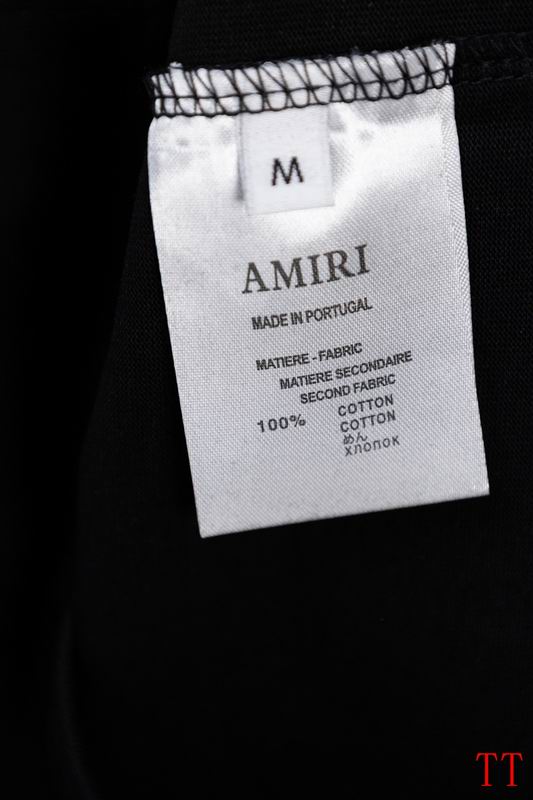 M
AMIRI
MADE IN PORTUGAL
MATIERE - FABRIC
MATIERE SECONDAIRE
SECOND FABRIC
100% COTTON
COTTON
めん
хлопок
TT